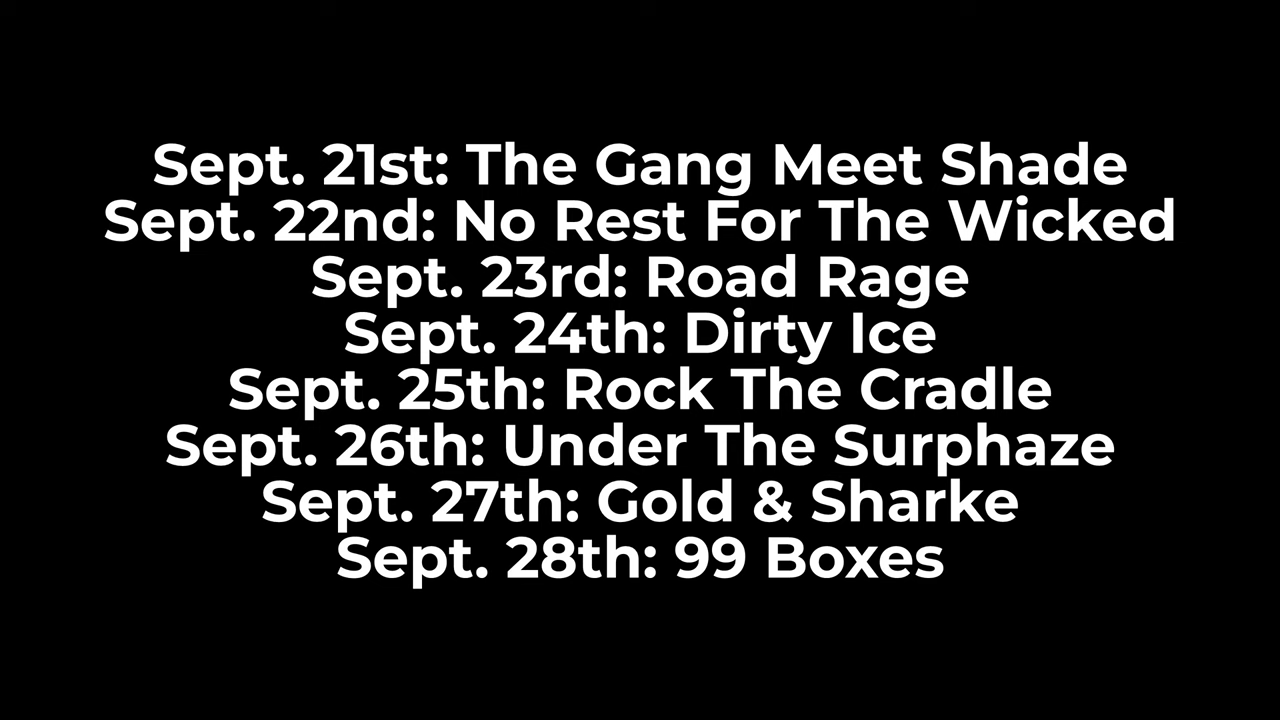 Sept. 21st: The Gang Meet Shade
Sept. 22nd: No Rest For The Wicked
Sept. 23rd: Road Rage
Sept. 24th: Dirty Ice
Sept. 25th: Rock The Cradle
Sept. 26th: Under The Surphaze
Sept. 27th: Gold & Sharke
Sept. 28th: 99 Boxes